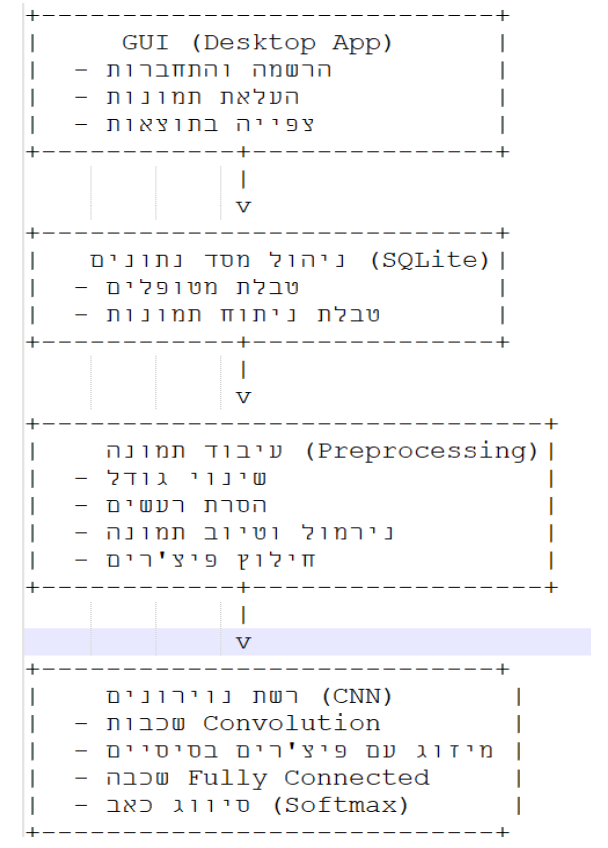 GUI (Desktop App)
- הרשמה והתחברות
- העלאת תמונות
- צפייה בתוצאות
v
ניהול מסד נתונים (SQLite)
- טבלת מטופלים
- טבלת ניתוח תמונות
v
עיבוד תמונה (Preprocessing)
- שינוי גודל
- הסרת רעשים
- נירמול וטיוב תמונה
- חילוץ פיצ'רים
v
רשת נוירונים (CNN)
- שכבות Convolution
- מיזוג עם פיצ'רים בסיסיים
- שכבה Fully Connected
- סיווג כאב (Softmax)